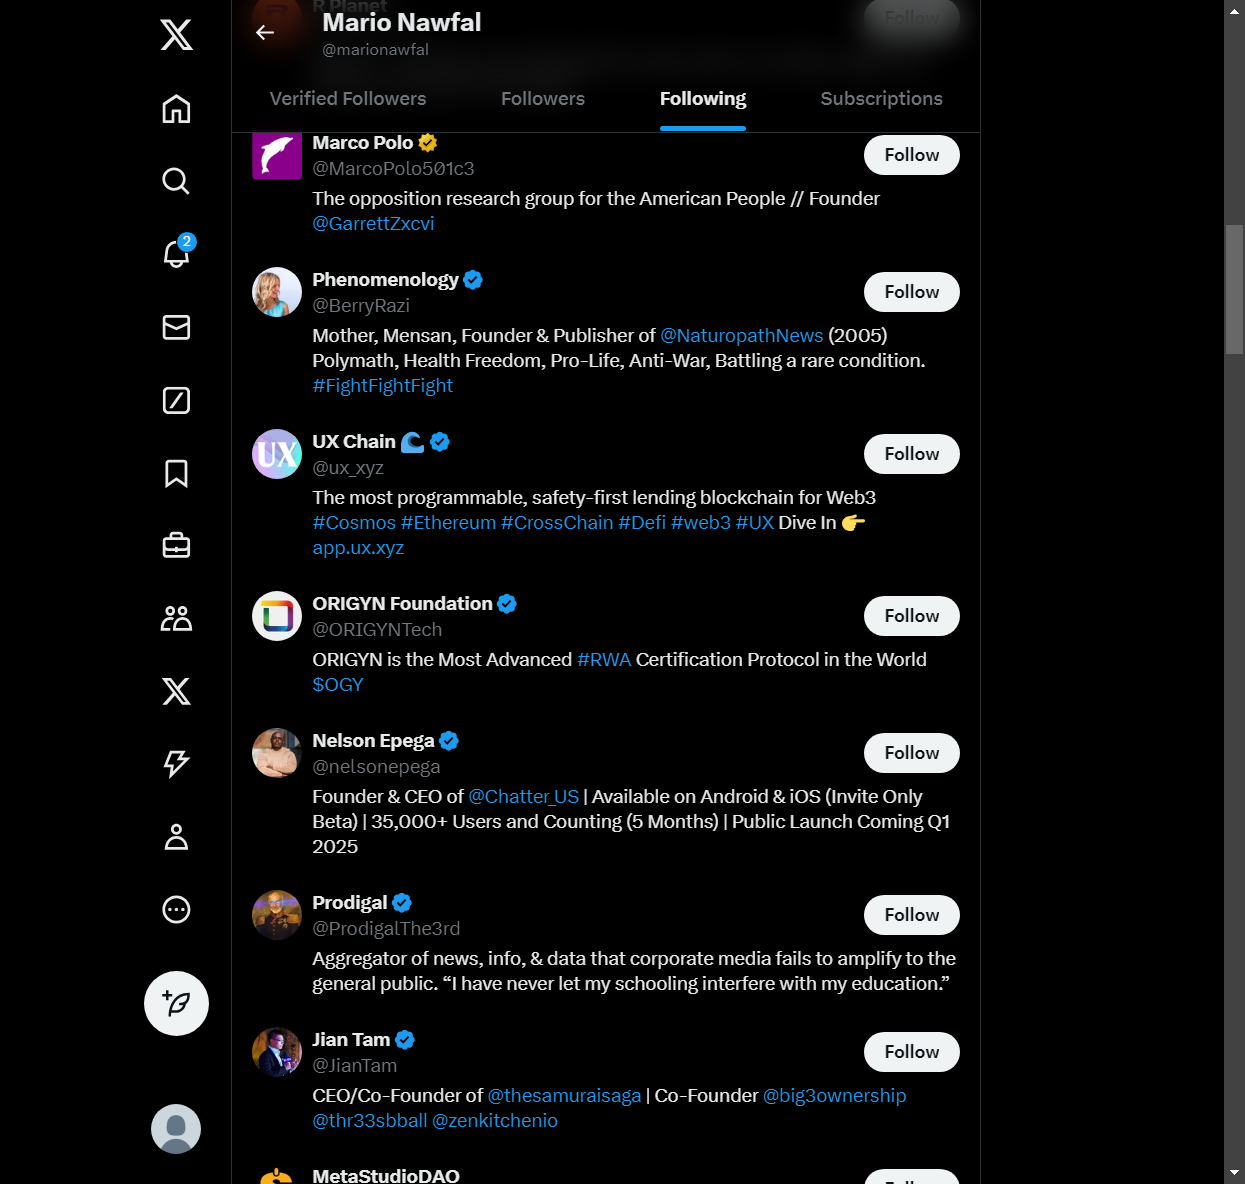 R Planet
Follow
Mario Nawfal
@marionawfal
Verified Followers
Followers
Following
Subscriptions
Marco Polo
@MarcoPolo501c3
Follow
The opposition research group for the American People // Founder
@GarrettZxcvi
2
Phenomenology
@BerryRazi
Follow
Mother, Mensan, Founder & Publisher of @NaturopathNews (2005)
Polymath, Health Freedom, Pro-Life, Anti-War, Battling a rare condition.
#FightFightFight
UX
UX Chain 🌊
@ux_xyz
Follow
The most programmable, safety-first lending blockchain for Web3
#Cosmos #Ethereum #CrossChain #Defi #web3 #UX Dive In 👉
app.ux.xyz
ORIGYN Foundation
@ORIGYNTech
Follow
ORIGYN is the Most Advanced #RWA Certification Protocol in the World
$OGY
Nelson Epega
@nelsonepega
Follow
Founder & CEO of @Chatter_US | Available on Android & iOS (Invite Only
Beta) | 35,000+ Users and Counting (5 Months) | Public Launch Coming Q1
2025
Prodigal
@ProdigalThe3rd
Follow
Aggregator of news, info, & data that corporate media fails to amplify to the
general public. “I have never let my schooling interfere with my education.”
Jian Tam
@JianTam
Follow
CEO/Co-Founder of @thesamuraisaga | Co-Founder @big3ownership
@thr33sbball @zenkitchenio
MetaStudioDAO